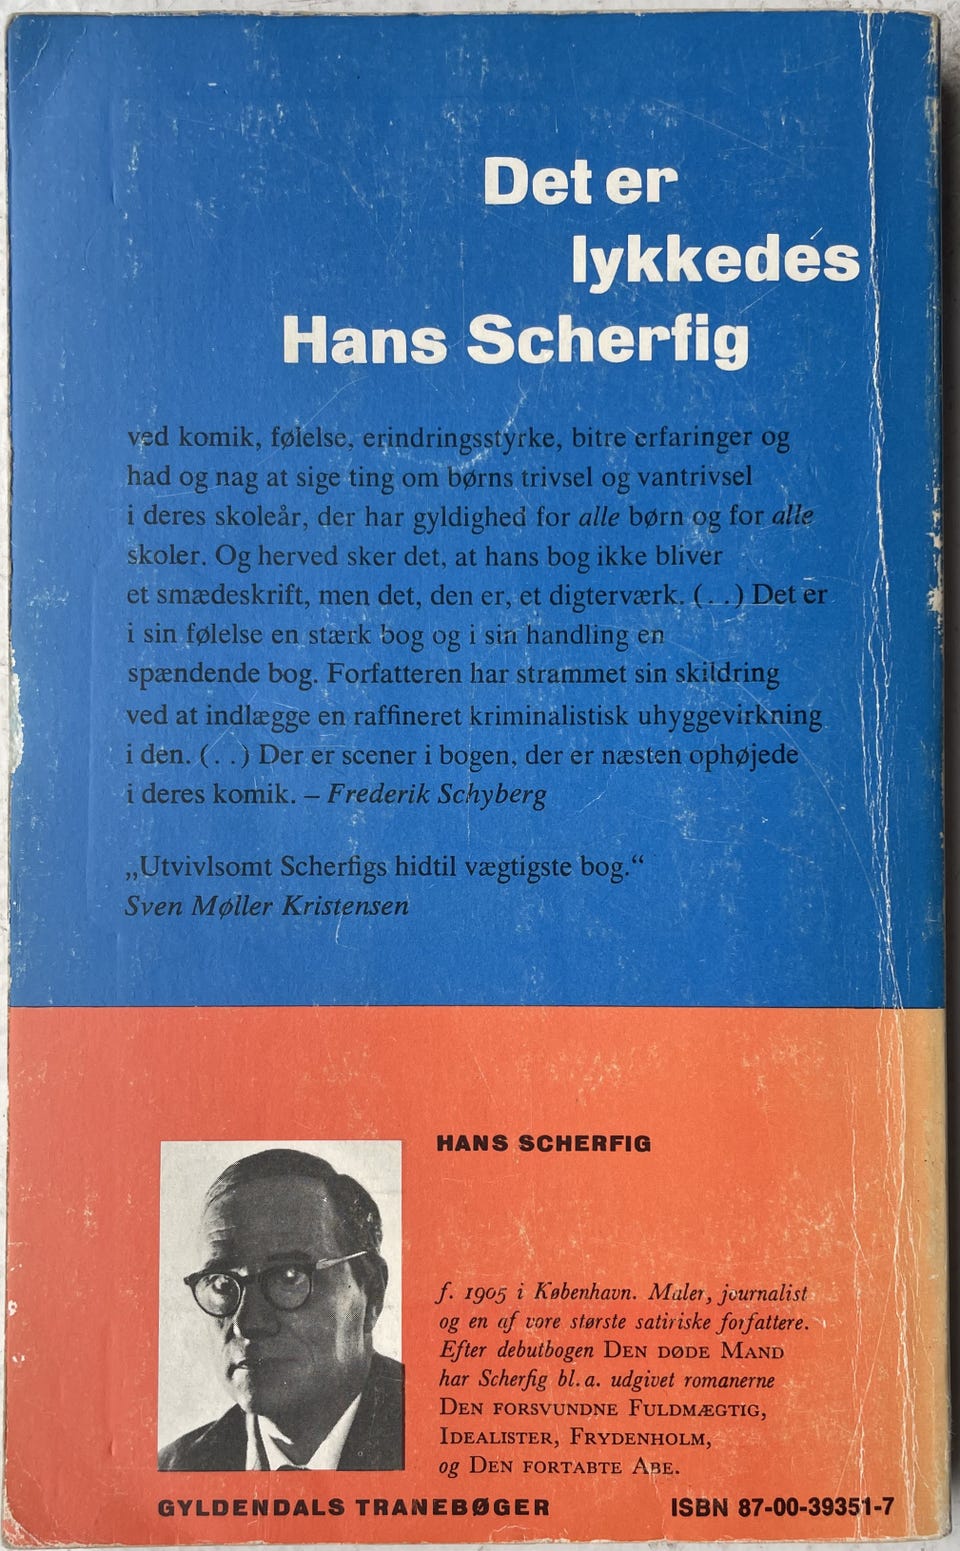 Det er
lykkedes
Hans Scherfig
ved komik, følelse, erindringsstyrke, bitre erfaringer og
had og nag at sige ting om børns trivsel og vantrivsel
i deres skoleår, der har gyldighed for alle børn og for alle
skoler. Og herved sker det, at hans bog ikke bliver
et smædeskrift, men det, den er, et digterværk. (. .) Det er
i sin følelse en stærk bog og i sin handling en
spændende bog. Forfatteren har strammet sin skildring
ved at indlægge en raffineret kriminalistisk uhyggevirkning
i den. (. .) Der er scener i bogen, der er næsten ophøjede
i deres komik. – Frederik Schyberg
„Utvivlsomt Scherfigs hidtil vægtigste bog.“
Sven Møller Kristensen
HANS SCHERFIG
f. 1905 i København. Maler, journalist
og en af vore største satiriske forfattere.
Efter debutbogen DEN DØDE MAND
har Scherfig bl. a. udgivet romanerne
DEN FORSVUNDNE FULDMÆGTIG,
IDEALISTER, FRYDENHOLM,
og DEN FORTABTE ABE.
GYLDENDALS TRANEBØGER
ISBN 87-00-39351-7